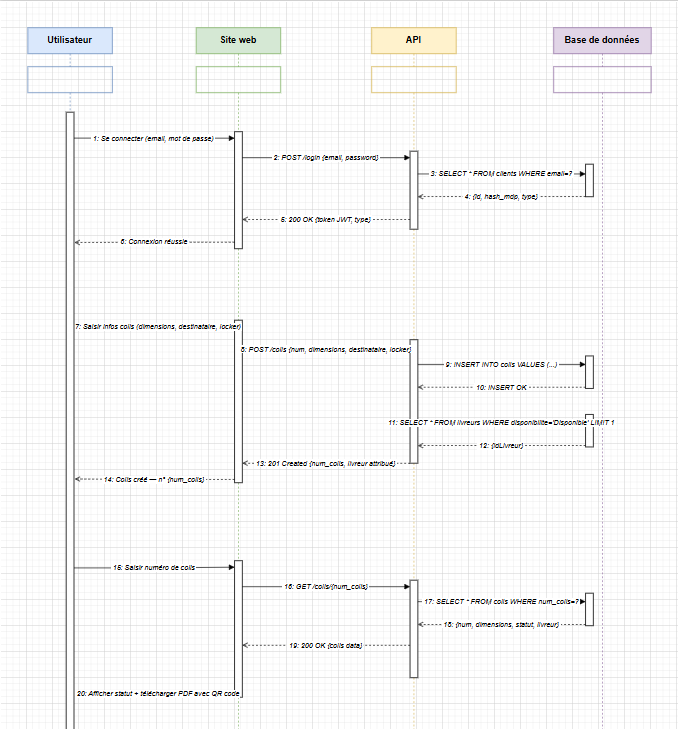 Utilisateur
Site web
API
Base de données
1: Se connecter (email, mot de passe)
2: POST /login {email, password}
3: SELECT * FROM clients WHERE email=?
4: {id, hash_mdp, type}
5: 200 OK {token JWT, type}
6: Connexion réussie
7: Saisir infos colis (dimensions, destinataire, locker)
8: POST /colis {num, dimensions, destinataire, locker}
9: INSERT INTO colis VALUES (...)
10: INSERT OK
11: SELECT * FROM livreurs WHERE disponibilite='Disponible' LIMIT 1
12: {idLivreur}
13: 201 Created {num_colis, livreur attribué}
14: Colis créé — n° {num_colis}
15: Saisir numéro de colis
16: GET /colis/{num_colis}
17: SELECT * FROM colis WHERE num_colis=?
18: {num, dimensions, statut, livreur}
19: 200 OK {colis data}
20: Afficher statut + télécharger PDF avec QR code